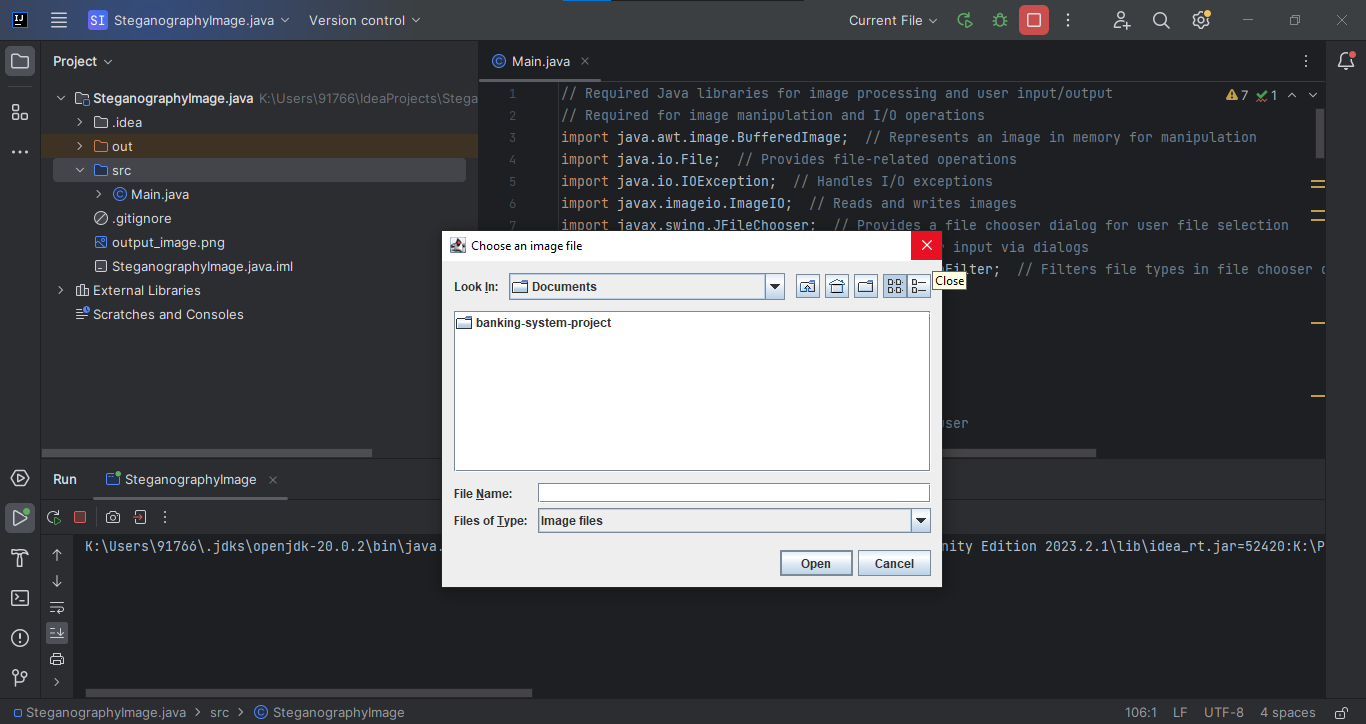 SI SteganographyImage.java Version control Current File
Project
Main.java
SteganographyImage.java K:\Users\91766\IdeaProjects\Stega
.idea
out
src
Main.java
.gitignore
output_image.png
SteganographyImage.java.iml
External Libraries
Scratches and Consoles
7 1
1 // Required Java libraries for image processing and user input/output
2 // Required for image manipulation and I/O operations
3 import java.awt.image.BufferedImage; // Represents an image in memory for manipulation
4 import java.io.File; // Provides file-related operations
5 import java.io.IOException; // Handles I/O exceptions
6 import javax.imageio.ImageIO; // Reads and writes images
7 import javax.swing.JFileChooser; // Provides a file chooser dialog for user file selection
input via dialogs
Filter; // Filters file types in file chooser
Choose an image file
Close
Look In: Documents
banking-system-project
File Name:
Files of Type: Image files
Open Cancel
Run SteganographyImage
K:\Users\91766\.jdks\openjdk-20.0.2\bin\java.
nity Edition 2023.2.1\lib\idea_rt.jar=52420:K:\P
SteganographyImage.java > src > SteganographyImage
106:1 LF UTF-8 4 spaces